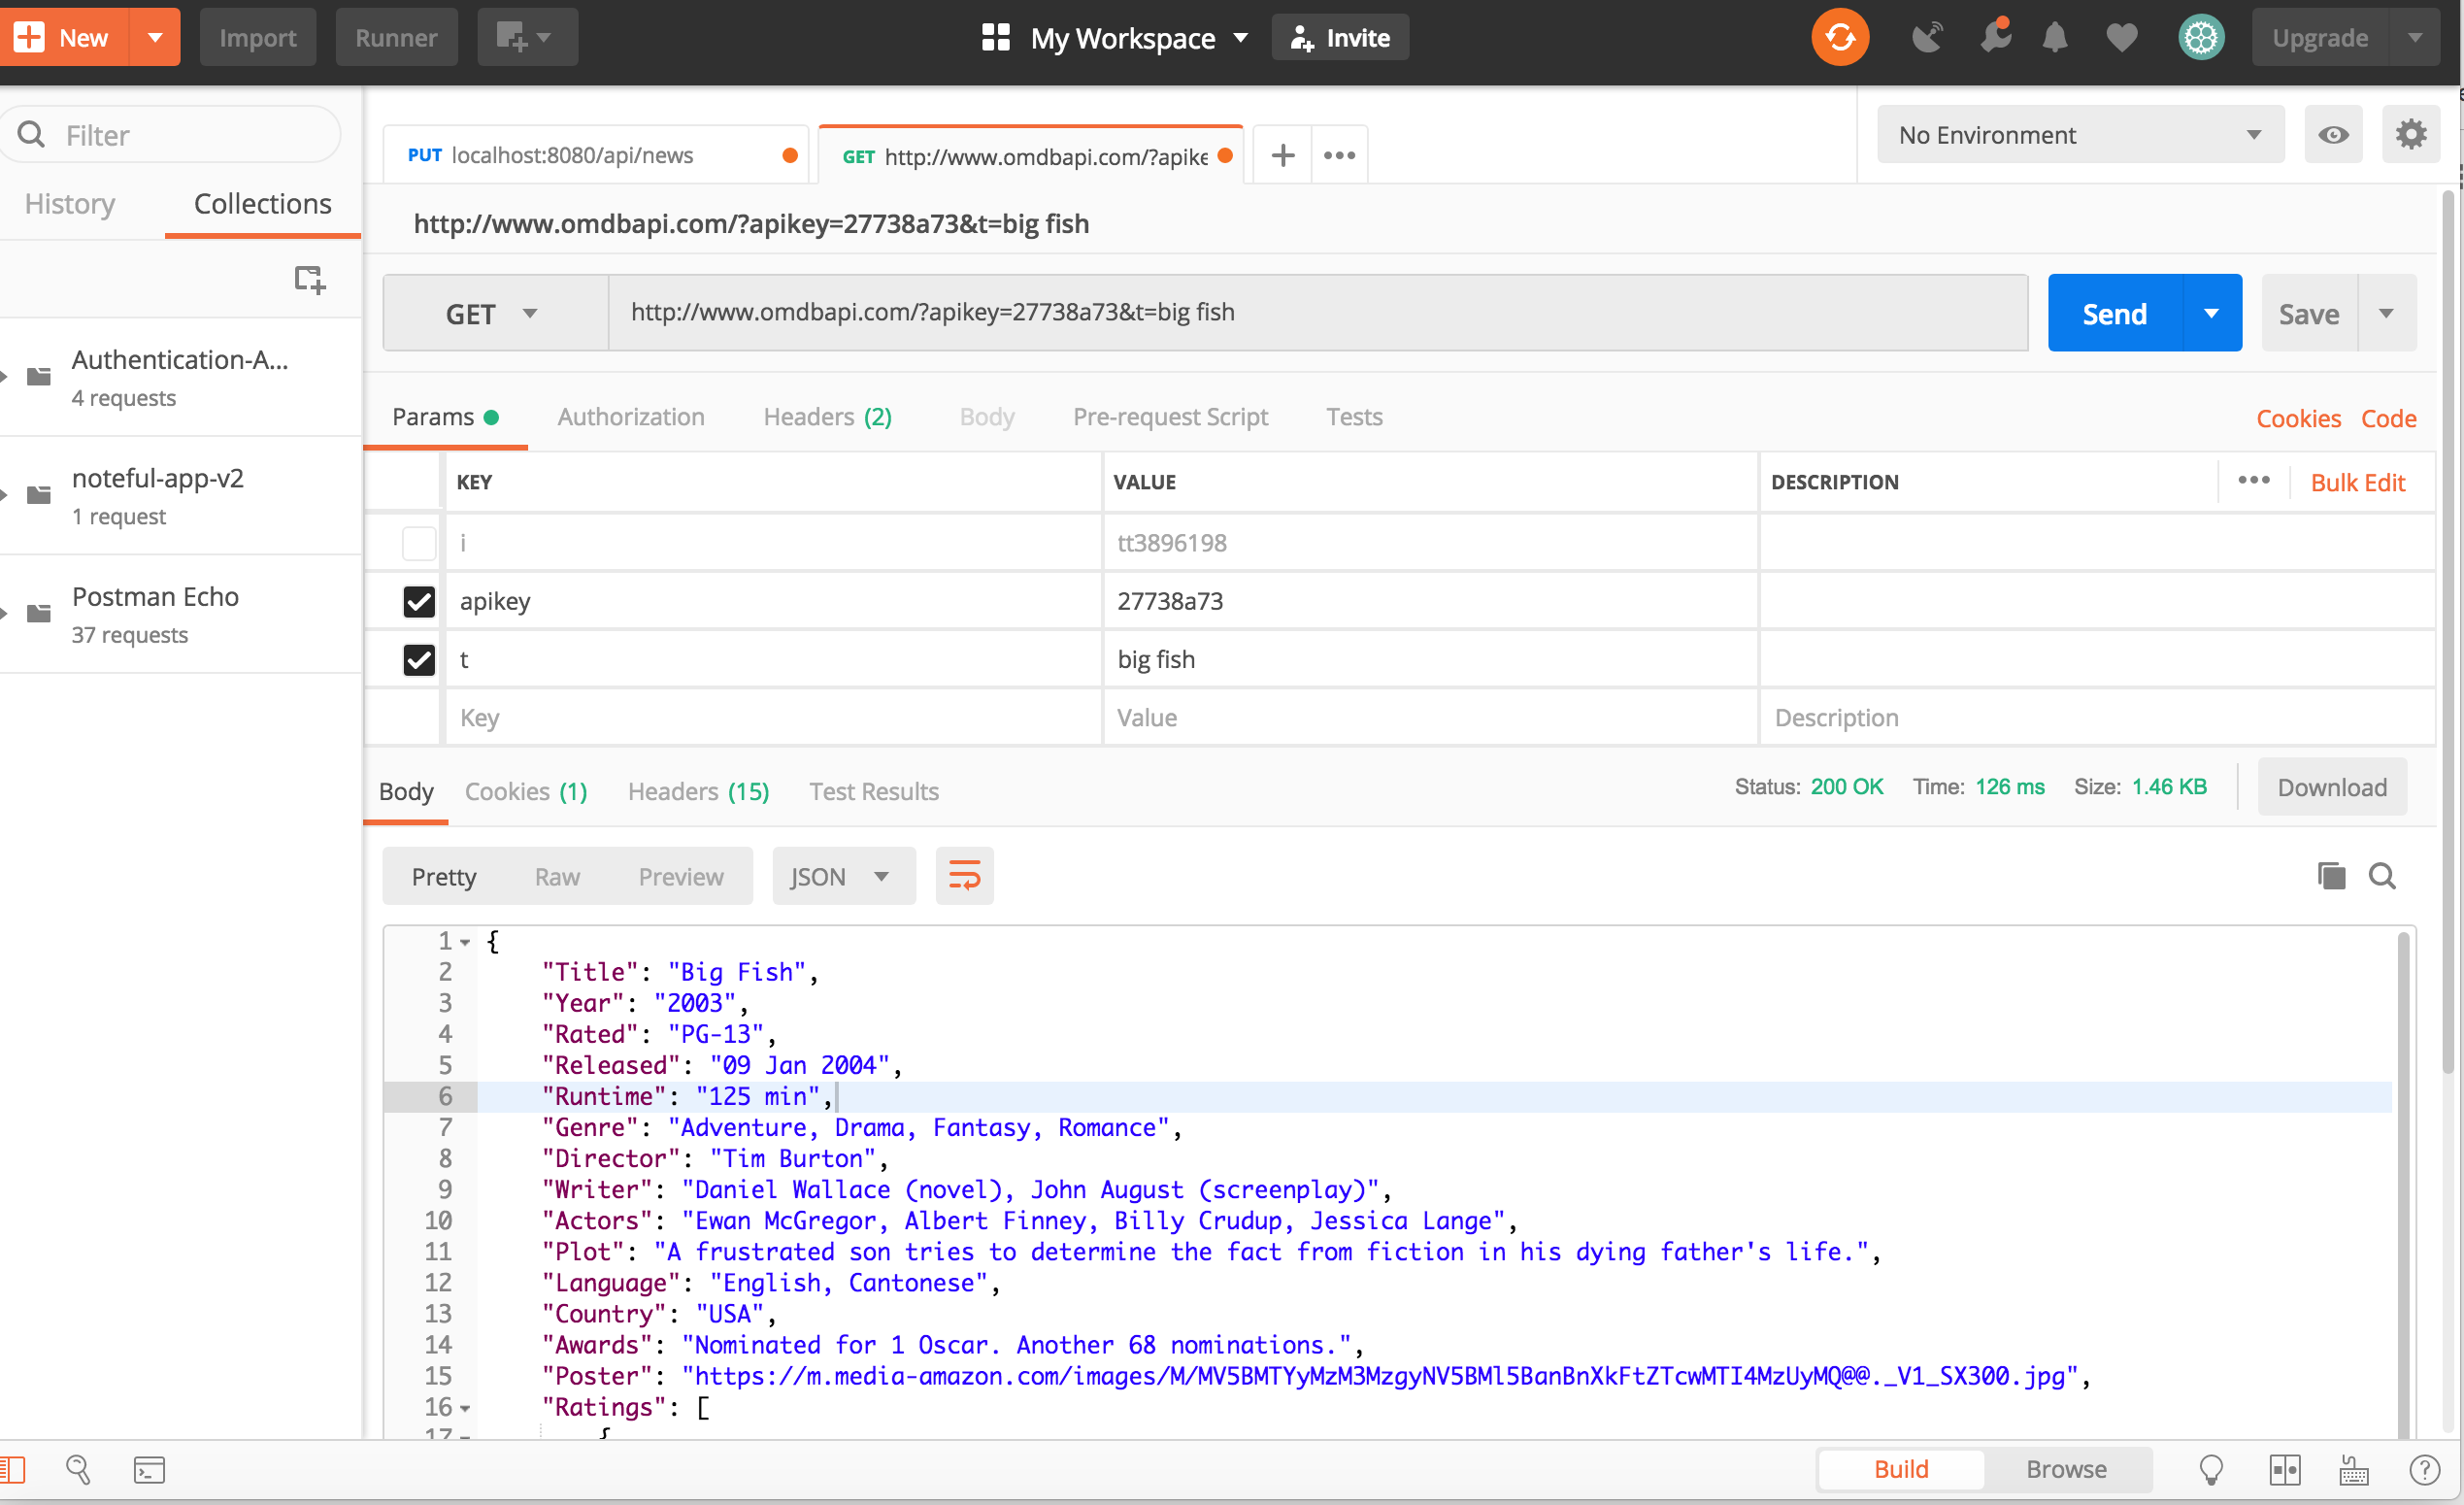 New Import Runner My Workspace Invite Upgrade
Filter
History Collections
Authentication-A...
4 requests
noteful-app-v2
1 request
Postman Echo
37 requests
PUT localhost:8080/api/news GET http://www.omdbapi.com/?apike No Environment
http://www.omdbapi.com/?apikey=27738a73&t=big fish
GET http://www.omdbapi.com/?apikey=27738a73&t=big fish Send Save
Params Authorization Headers (2) Body Pre-request Script Tests Cookies Code
KEY VALUE DESCRIPTION Bulk Edit
i tt3896198
apikey 27738a73
t big fish
Key Value Description
Body Cookies (1) Headers (15) Test Results Status: 200 OK Time: 126 ms Size: 1.46 KB Download
Pretty Raw Preview JSON
1 {
2 "Title": "Big Fish",
3 "Year": "2003",
4 "Rated": "PG-13",
5 "Released": "09 Jan 2004",
6 "Runtime": "125 min",
7 "Genre": "Adventure, Drama, Fantasy, Romance",
8 "Director": "Tim Burton",
9 "Writer": "Daniel Wallace (novel), John August (screenplay)",
10 "Actors": "Ewan McGregor, Albert Finney, Billy Crudup, Jessica Lange",
11 "Plot": "A frustrated son tries to determine the fact from fiction in his dying father's life.",
12 "Language": "English, Cantonese",
13 "Country": "USA",
14 "Awards": "Nominated for 1 Oscar. Another 68 nominations.",
15 "Poster": "https://m.media-amazon.com/images/M/MV5BMTYyMzM3MzgyNV5BMl5BanBnXkFtZTcwMTI4MzUyMQ@@._V1_SX300.jpg",
16 "Ratings": [
17 {
Build Browse